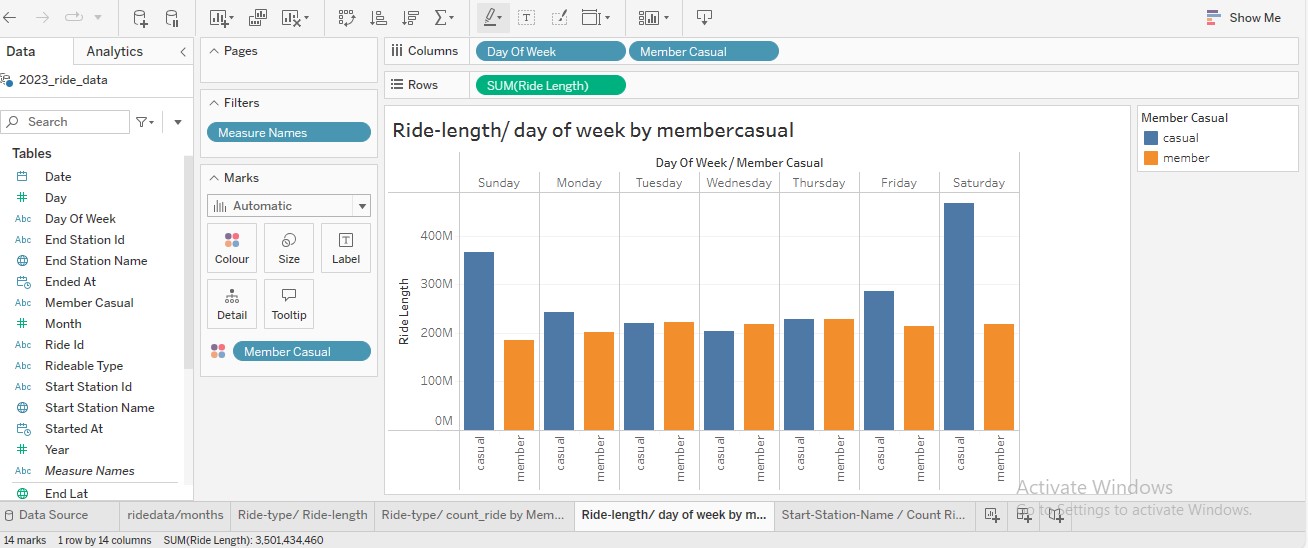 Show Me
Data
Analytics
2023_ride_data
Search
Tables
Date
Day
Abc Day Of Week
Abc End Station Id
End Station Name
Ended At
Abc Member Casual
Month
Abc Ride Id
Abc Rideable Type
Abc Start Station Id
Start Station Name
Started At
Year
Abc Measure Names
End Lat
Pages
Filters
Measure Names
Marks
Automatic
Colour Size Label
Detail Tooltip
Member Casual
Columns Day Of Week Member Casual
Rows SUM(Ride Length)
Ride-length/ day of week by membercasual
Day Of Week / Member Casual
Sunday Monday Tuesday Wednesday Thursday Friday Saturday
Ride Length
400M
300M
200M
100M
0M
casual member casual member casual member casual member casual member casual member casual member
Member Casual
casual
member
Activate Windows
Go to Settings to activate Windows.
Data Source ridedata/months Ride-type/ Ride-length Ride-type/ count_ride by Mem... Ride-length/ day of week by m... Start-Station-Name / Count Ri...
14 marks 1 row by 14 columns SUM(Ride Length): 3,501,434,460